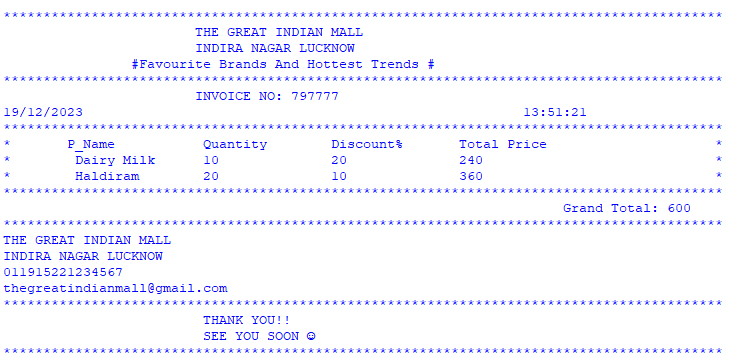 ******************************************************************************************
THE GREAT INDIAN MALL
INDIRA NAGAR LUCKNOW
#Favourite Brands And Hottest Trends #
******************************************************************************************
INVOICE NO: 797777
19/12/2023 13:51:21
******************************************************************************************
* P_Name Quantity Discount% Total Price *
* Dairy Milk 10 20 240 *
* Haldiram 20 10 360 *
******************************************************************************************
Grand Total: 600
******************************************************************************************
THE GREAT INDIAN MALL
INDIRA NAGAR LUCKNOW
011915221234567
thegreatindianmall@gmail.com
******************************************************************************************
THANK YOU!!
SEE YOU SOON ☺
******************************************************************************************